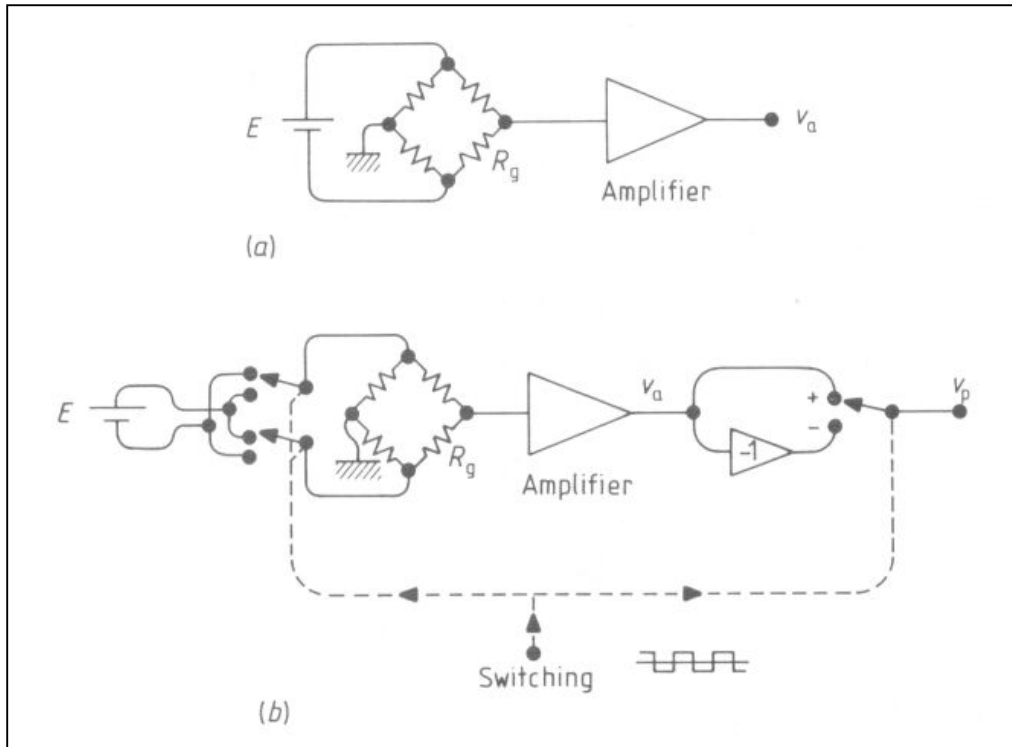 E
R_g
v_a
Amplifier
(a)
E
R_g
v_a
+
-
-1
v_p
Amplifier
Switching
(b)